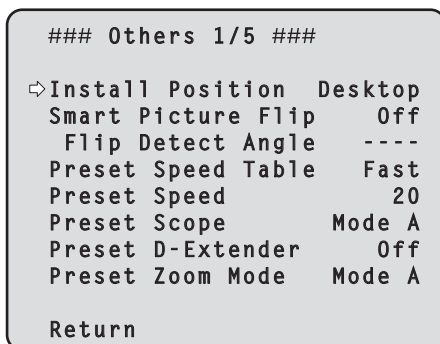 ### Others 1/5 ###
⇨Install Position Desktop
Smart Picture Flip Off
Flip Detect Angle ----
Preset Speed Table Fast
Preset Speed 20
Preset Scope Mode A
Preset D-Extender Off
Preset Zoom Mode Mode A
Return